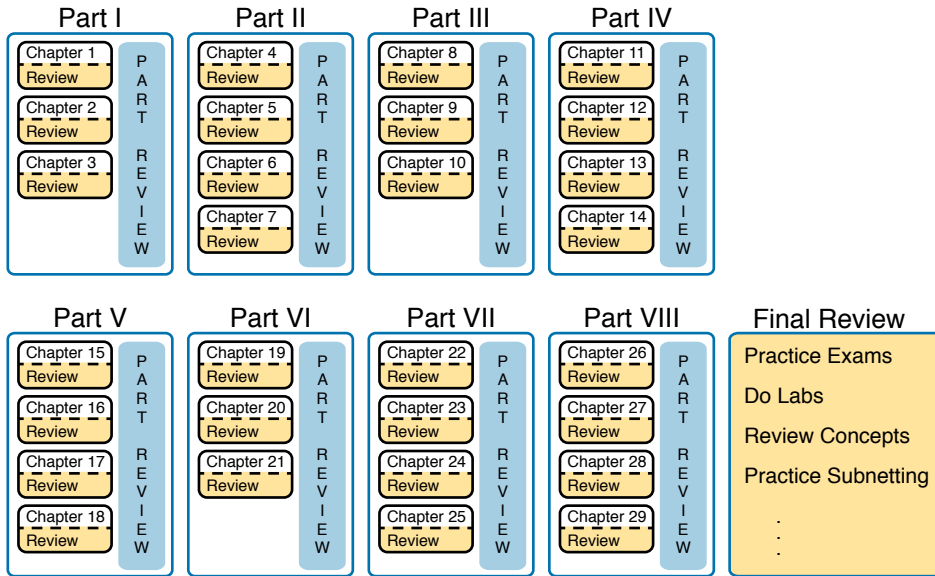 Part I
Chapter 1
Review
Chapter 2
Review
Chapter 3
Review
PART REVIEW
Part II
Chapter 4
Review
Chapter 5
Review
Chapter 6
Review
Chapter 7
Review
PART REVIEW
Part III
Chapter 8
Review
Chapter 9
Review
Chapter 10
Review
PART REVIEW
Part IV
Chapter 11
Review
Chapter 12
Review
Chapter 13
Review
Chapter 14
Review
PART REVIEW
Part V
Chapter 15
Review
Chapter 16
Review
Chapter 17
Review
Chapter 18
Review
PART REVIEW
Part VI
Chapter 19
Review
Chapter 20
Review
Chapter 21
Review
PART REVIEW
Part VII
Chapter 22
Review
Chapter 23
Review
Chapter 24
Review
Chapter 25
Review
PART REVIEW
Part VIII
Chapter 26
Review
Chapter 27
Review
Chapter 28
Review
Chapter 29
Review
PART REVIEW
Final Review
Practice Exams
Do Labs
Review Concepts
Practice Subnetting
.
.
.